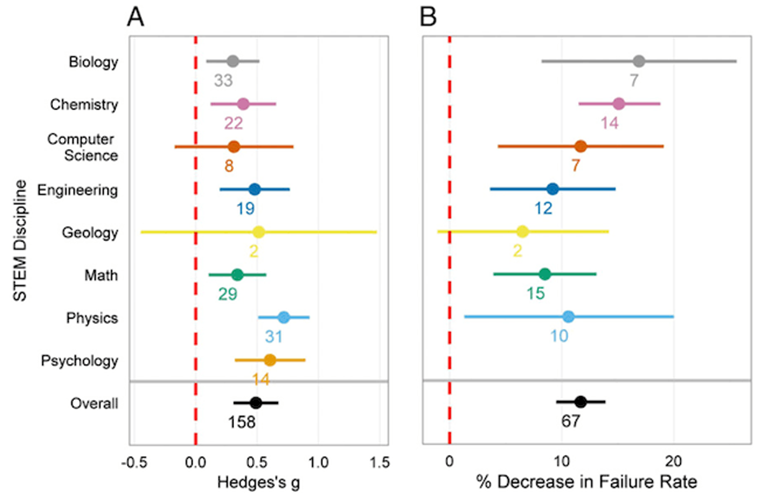 A
B
STEM Discipline
Biology
33
7
Chemistry
22
14
Computer
Science
8
7
Engineering
19
12
Geology
2
2
Math
29
15
Physics
31
10
Psychology
14
Overall
158
67
-0.5 0.0 0.5 1.0 1.5
0 10 20
Hedges's g
% Decrease in Failure Rate